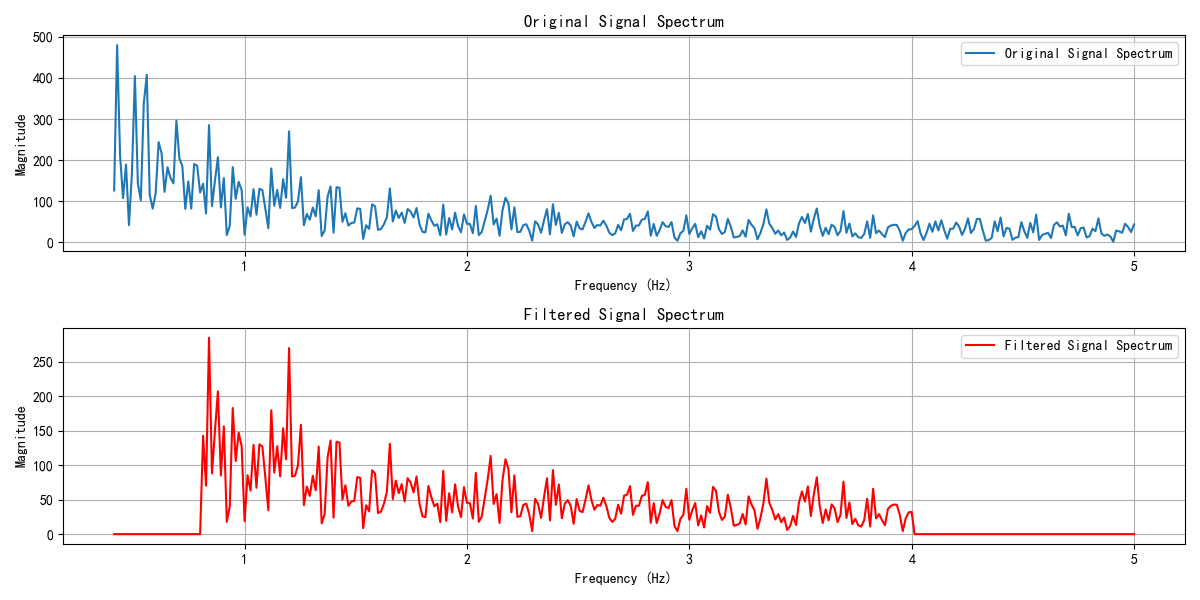 Original Signal Spectrum
500
400
300
200
100
0
Magnitude
Original Signal Spectrum
1
2
3
4
5
Frequency (Hz)
Filtered Signal Spectrum
250
200
150
100
50
0
Magnitude
Filtered Signal Spectrum
1
2
3
4
5
Frequency (Hz)